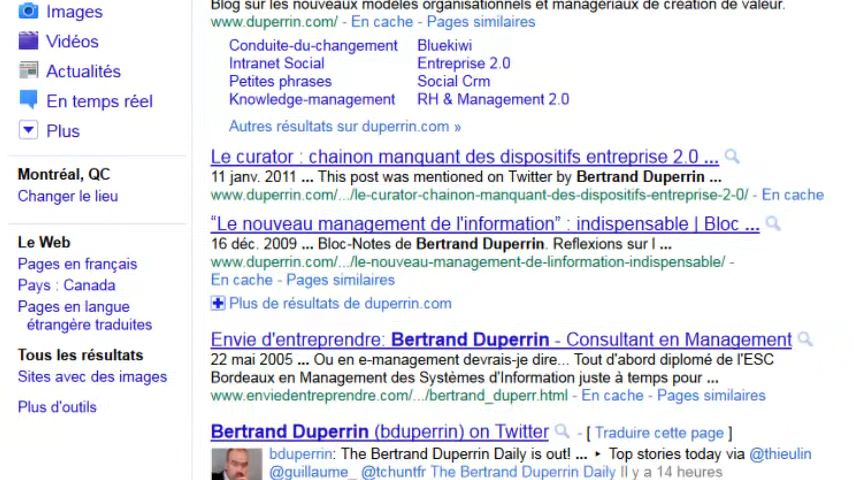 Images
Vidéos
Actualités
En temps réel
Plus
Montréal, QC
Changer le lieu
Le Web
Pages en français
Pays : Canada
Pages en langue
étrangère traduites
Tous les résultats
Sites avec des images
Plus d'outils
Blog sur les nouveaux modèles organisationnels et managériaux de création de valeur.
www.duperrin.com/ - En cache - Pages similaires
Conduite-du-changement Bluekiwi
Intranet Social Entreprise 2.0
Petites phrases Social Crm
Knowledge-management RH & Management 2.0
Autres résultats sur duperrin.com »
Le curator : chainon manquant des dispositifs entreprise 2.0 ...
11 janv. 2011 ... This post was mentioned on Twitter by Bertrand Duperrin ...
www.duperrin.com/.../le-curator-chainon-manquant-des-dispositifs-entreprise-2-0/ - En cache
“Le nouveau management de l'information” : indispensable | Bloc ...
16 déc. 2009 ... Bloc-Notes de Bertrand Duperrin. Reflexions sur l ...
www.duperrin.com/.../le-nouveau-management-de-linformation-indispensable/ -
En cache - Pages similaires
Plus de résultats de duperrin.com
Envie d'entreprendre: Bertrand Duperrin - Consultant en Management
22 mai 2005 ... Ou en e-management devrais-je dire... Tout d'abord diplomé de l'ESC
Bordeaux en Management des Systèmes d'Information juste à temps pour ...
www.enviedentreprendre.com/.../bertrand_duperr.html - En cache - Pages similaires
Bertrand Duperrin (bduperrin) on Twitter - [ Traduire cette page ]
bduperrin: The Bertrand Duperrin Daily is out! ... ‣ Top stories today via @thieulin
@guillaume_ @tchuntfr The Bertrand Duperrin Daily Il y a 14 heures